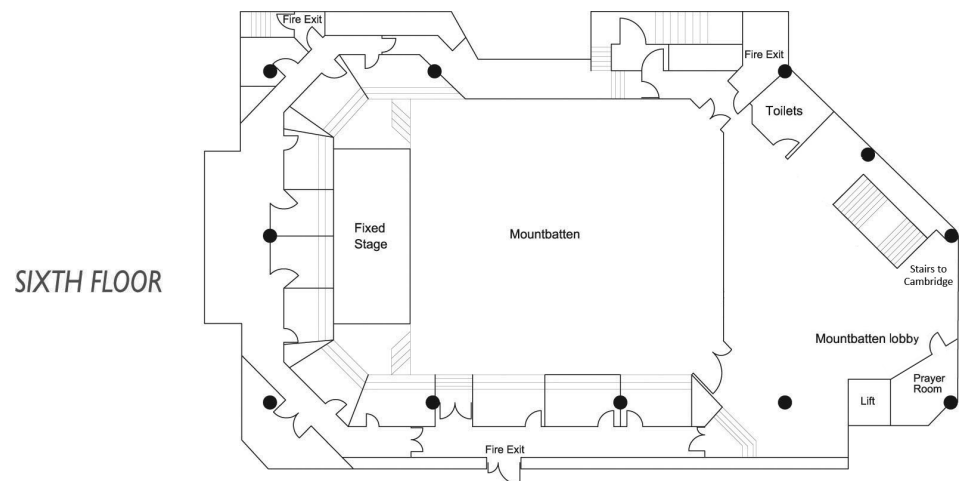 Fire Exit
Fire Exit
Toilets
Fixed
Stage
Mountbatten
SIXTH FLOOR
Stairs to
Cambridge
Mountbatten lobby
Prayer
Room
Lift
Fire Exit